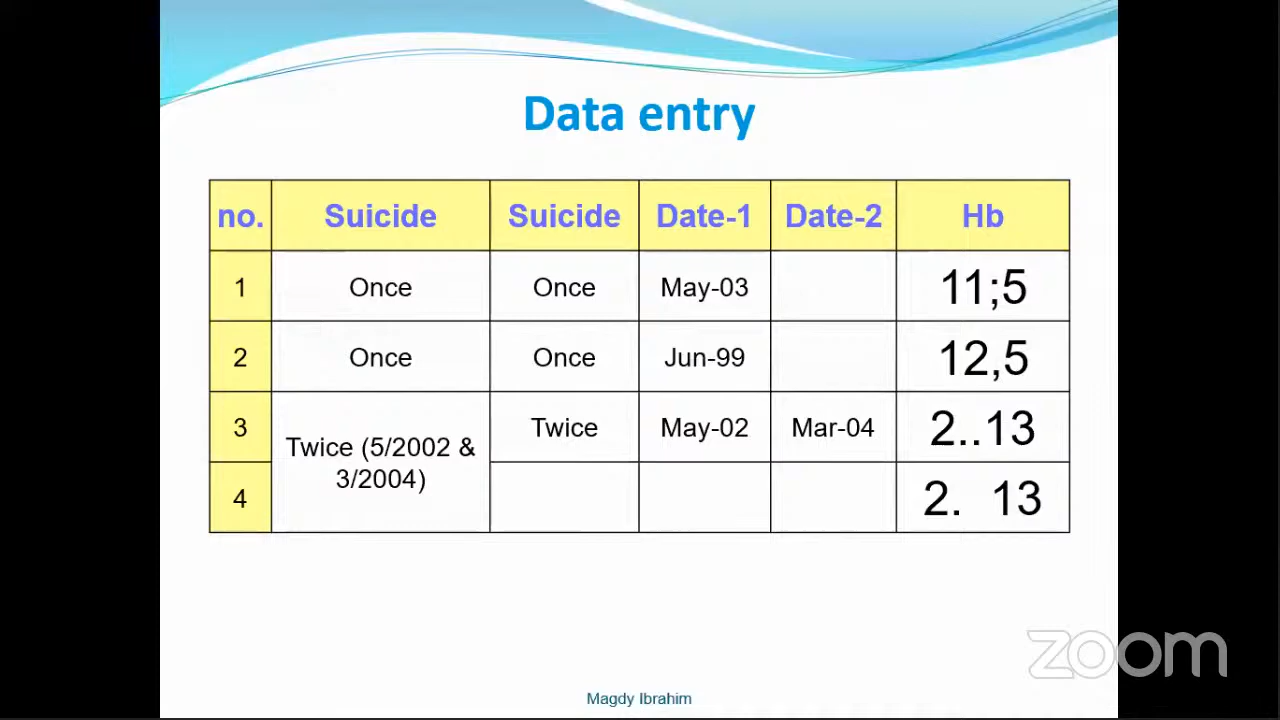 Data entry
no. Suicide Suicide Date-1 Date-2 Hb
1 Once Once May-03 11;5
2 Once Once Jun-99 12,5
3 Twice (5/2002 & 3/2004) Twice May-02 Mar-04 2..13
4 2. 13
zoom
Magdy Ibrahim